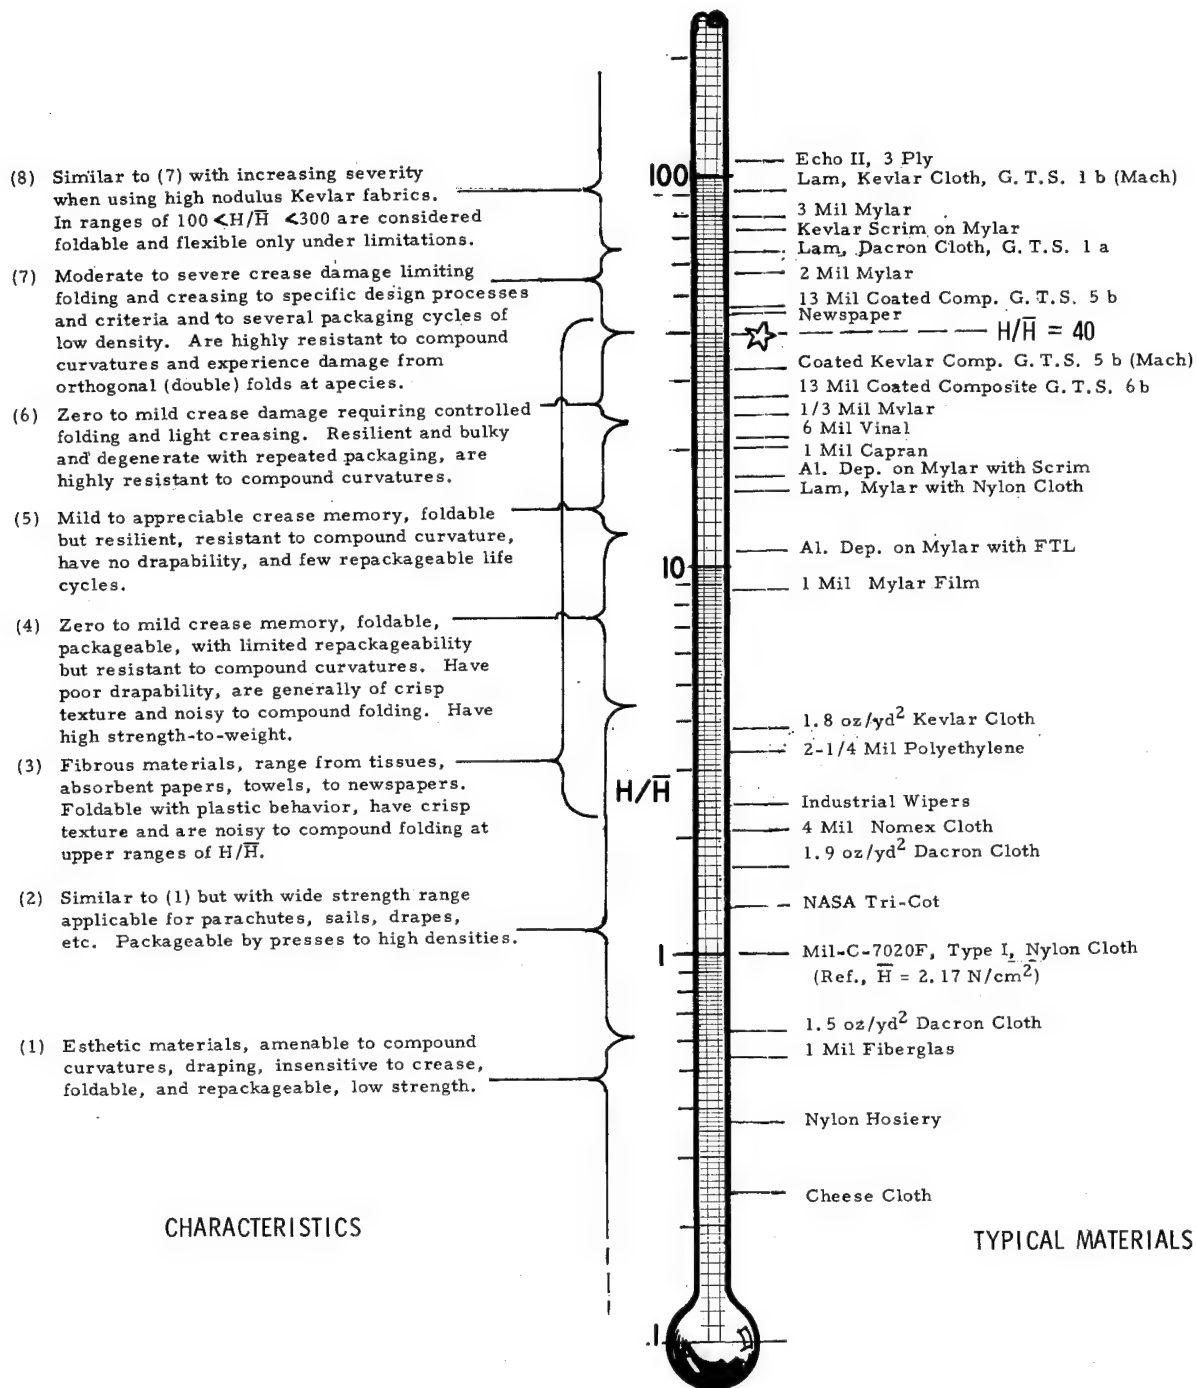 (8) Similar to (7) with increasing severity
when using high nodulus Kevlar fabrics.
In ranges of 100 <H/H̅ <300 are considered
foldable and flexible only under limitations.
(7) Moderate to severe crease damage limiting
folding and creasing to specific design processes
and criteria and to several packaging cycles of
low density. Are highly resistant to compound
curvatures and experience damage from
orthogonal (double) folds at apecies.
(6) Zero to mild crease damage requiring controlled
folding and light creasing. Resilient and bulky
and degenerate with repeated packaging, are
highly resistant to compound curvatures.
(5) Mild to appreciable crease memory, foldable
but resilient, resistant to compound curvature,
have no drapability, and few repackageable life
cycles.
(4) Zero to mild crease memory, foldable,
packageable, with limited repackageability
but resistant to compound curvatures. Have
poor drapability, are generally of crisp
texture and noisy to compound folding. Have
high strength-to-weight.
(3) Fibrous materials, range from tissues,
absorbent papers, towels, to newspapers.
Foldable with plastic behavior, have crisp
texture and are noisy to compound folding at
upper ranges of H/H̅.
(2) Similar to (1) but with wide strength range
applicable for parachutes, sails, drapes,
etc. Packageable by presses to high densities.
(1) Esthetic materials, amenable to compound
curvatures, draping, insensitive to crease,
foldable, and repackageable, low strength.
CHARACTERISTICS
100
10
H/H̅
1
.1
Echo II, 3 Ply
Lam, Kevlar Cloth, G. T. S. 1 b (Mach)
3 Mil Mylar
Kevlar Scrim on Mylar
Lam, Dacron Cloth, G. T. S. 1 a
2 Mil Mylar
13 Mil Coated Comp. G. T. S. 5 b
Newspaper
H/H̅ = 40
Coated Kevlar Comp. G. T. S. 5 b (Mach)
13 Mil Coated Composite G. T. S. 6 b
1/3 Mil Mylar
6 Mil Vinal
1 Mil Capran
Al. Dep. on Mylar with Scrim
Lam, Mylar with Nylon Cloth
Al. Dep. on Mylar with FTL
1 Mil Mylar Film
1.8 oz/yd² Kevlar Cloth
2-1/4 Mil Polyethylene
Industrial Wipers
4 Mil Nomex Cloth
1.9 oz/yd² Dacron Cloth
NASA Tri-Cot
Mil-C-7020F, Type I, Nylon Cloth
(Ref., H̅ = 2.17 N/cm²)
1.5 oz/yd² Dacron Cloth
1 Mil Fiberglas
Nylon Hosiery
Cheese Cloth
TYPICAL MATERIALS